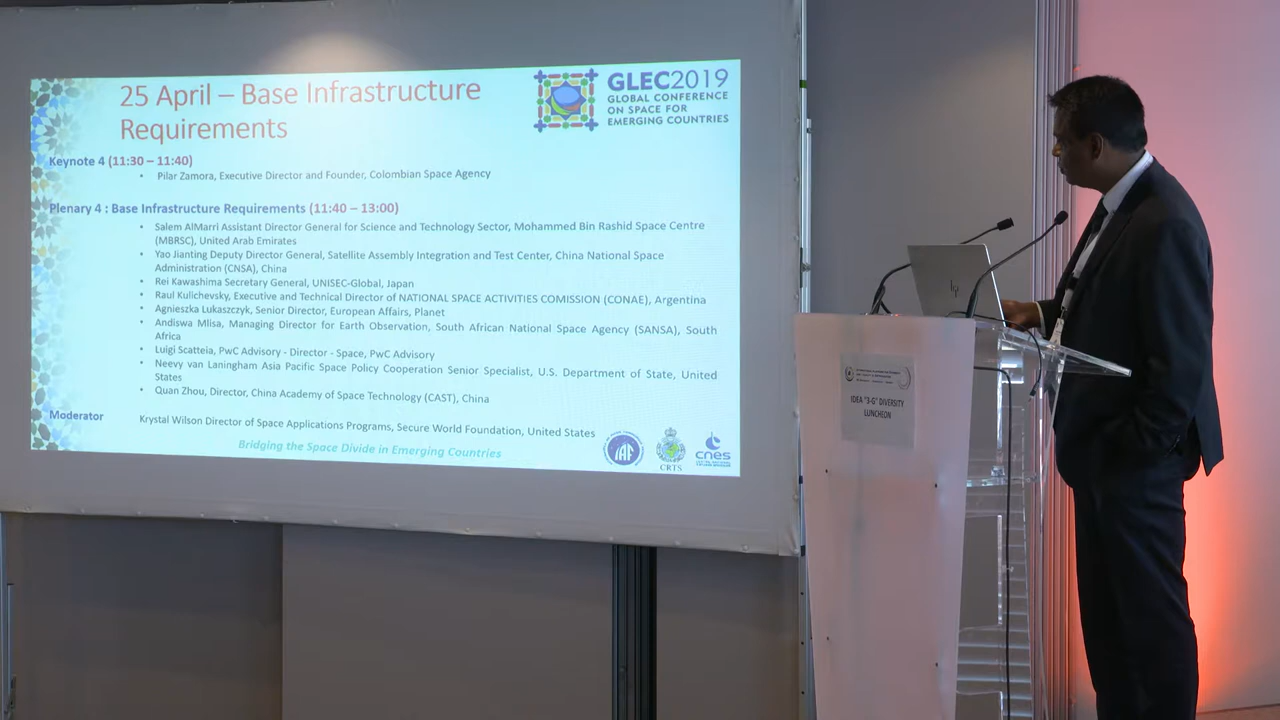 25 April – Base Infrastructure
Requirements
GLEC2019
GLOBAL CONFERENCE
ON SPACE FOR
EMERGING COUNTRIES
Keynote 4 (11:30 – 11:40)
• Pilar Zamora, Executive Director and Founder, Colombian Space Agency
Plenary 4 : Base Infrastructure Requirements (11:40 – 13:00)
• Salem AlMarri Assistant Director General for Science and Technology Sector, Mohammed Bin Rashid Space Centre
(MBRSC), United Arab Emirates
• Yao Jianting Deputy Director General, Satellite Assembly Integration and Test Center, China National Space
Administration (CNSA), China
• Rei Kawashima Secretary General, UNISEC-Global, Japan
• Raul Kulichevsky, Executive and Technical Director of NATIONAL SPACE ACTIVITIES COMISSION (CONAE), Argentina
• Agnieszka Lukaszczyk, Senior Director, European Affairs, Planet
• Andiswa Mlisa, Managing Director for Earth Observation, South African National Space Agency (SANSA), South
Africa
• Luigi Scatteia, PwC Advisory - Director - Space, PwC Advisory
• Neevy van Laningham Asia Pacific Space Policy Cooperation Senior Specialist, U.S. Department of State, United
States
• Quan Zhou, Director, China Academy of Space Technology (CAST), China
Moderator
Krystal Wilson Director of Space Applications Programs, Secure World Foundation, United States
Bridging the Space Divide in Emerging Countries
IAF
CRTS
cnes
IDEA "3-G" DIVERSITY
LUNCHEON
hp